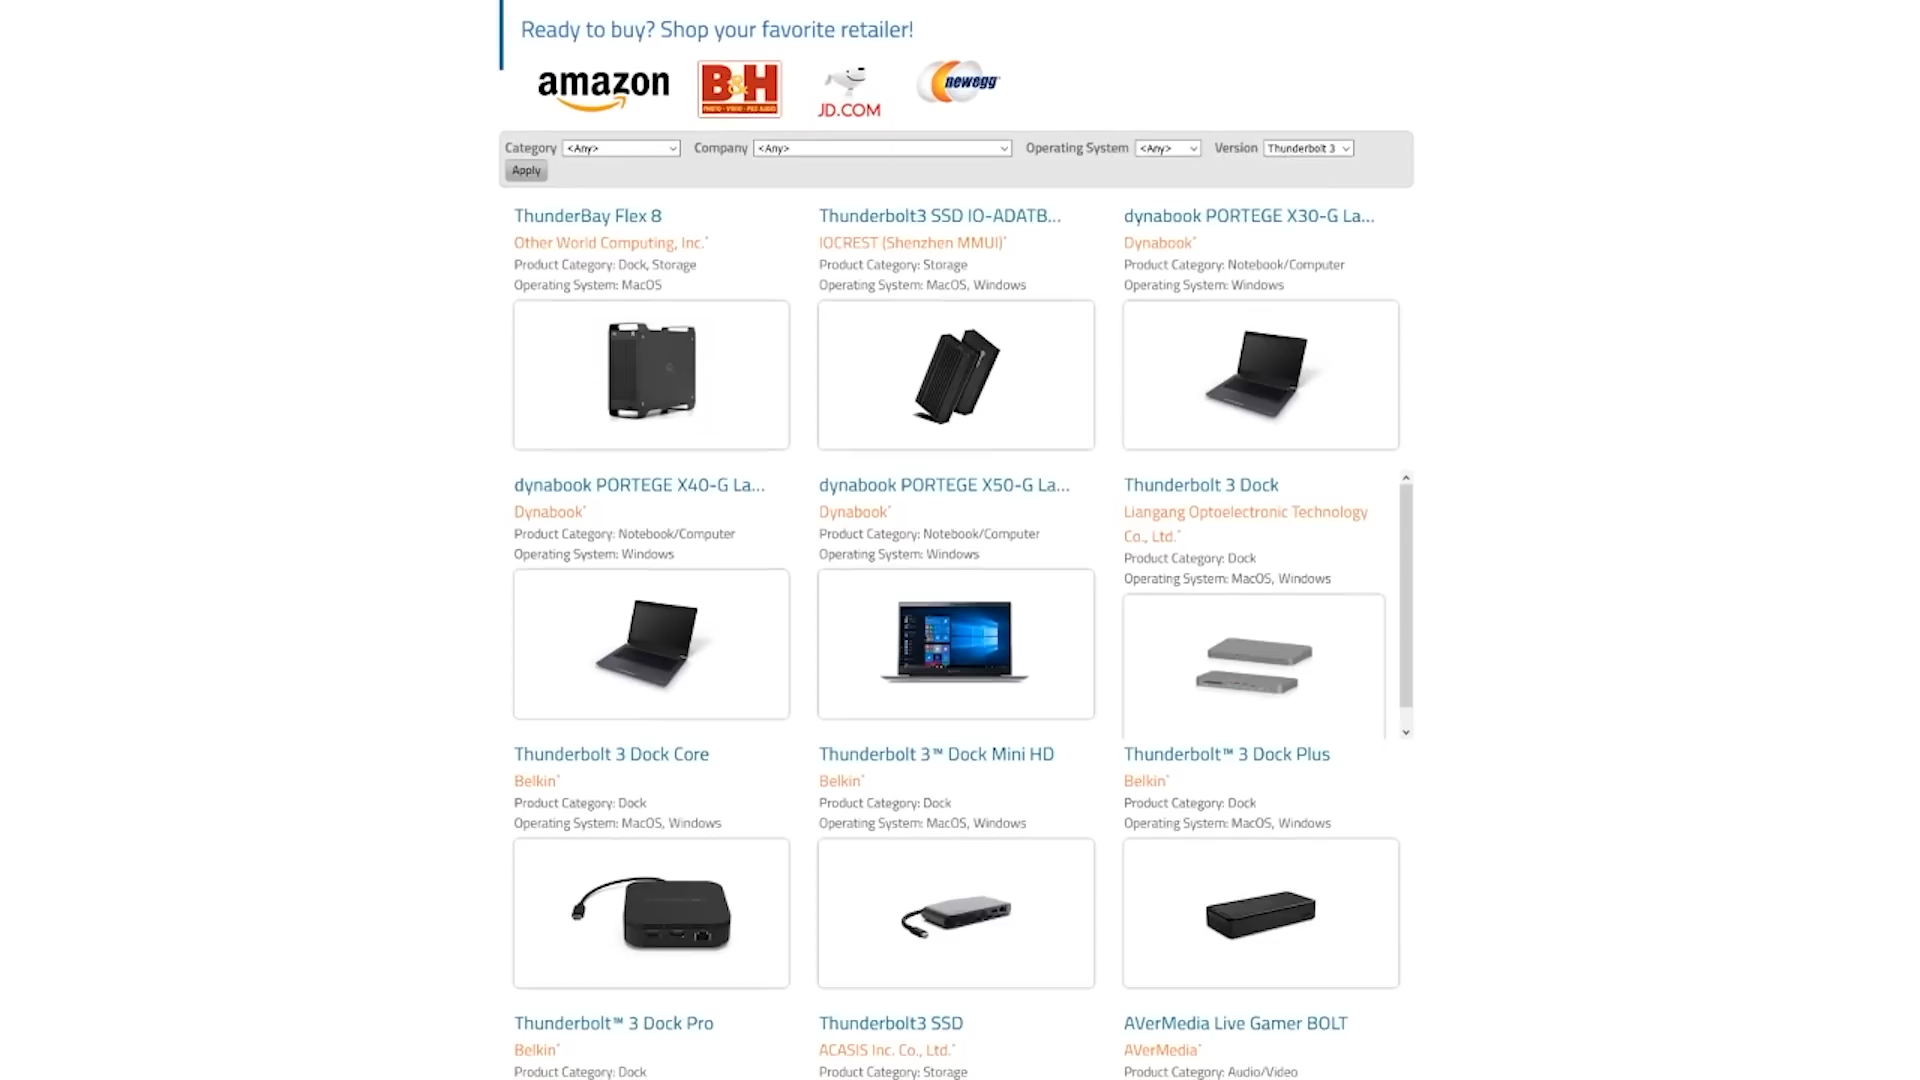 Ready to buy? Shop your favorite retailer!
amazon
B&H
PHOTO - VIDEO - PRO AUDIO
JD.COM
newegg
Category <Any> Company <Any> Operating System <Any> Version Thunderbolt 3
Apply
ThunderBay Flex 8
Other World Computing, Inc.*
Product Category: Dock, Storage
Operating System: MacOS
Thunderbolt3 SSD IO-ADATB...
IOCREST (Shenzhen MMUI)*
Product Category: Storage
Operating System: MacOS, Windows
dynabook PORTEGE X30-G La...
Dynabook*
Product Category: Notebook/Computer
Operating System: Windows
dynabook PORTEGE X40-G La...
Dynabook*
Product Category: Notebook/Computer
Operating System: Windows
dynabook PORTEGE X50-G La...
Dynabook*
Product Category: Notebook/Computer
Operating System: Windows
Thunderbolt 3 Dock
Liangang Optoelectronic Technology
Co., Ltd.*
Product Category: Dock
Operating System: MacOS, Windows
Thunderbolt 3 Dock Core
Belkin*
Product Category: Dock
Operating System: MacOS, Windows
Thunderbolt 3™ Dock Mini HD
Belkin*
Product Category: Dock
Operating System: MacOS, Windows
Thunderbolt™ 3 Dock Plus
Belkin*
Product Category: Dock
Operating System: MacOS, Windows
Thunderbolt™ 3 Dock Pro
Belkin*
Product Category: Dock
Thunderbolt3 SSD
ACASIS Inc. Co., Ltd.*
Product Category: Storage
AVerMedia Live Gamer BOLT
AVerMedia*
Product Category: Audio/Video